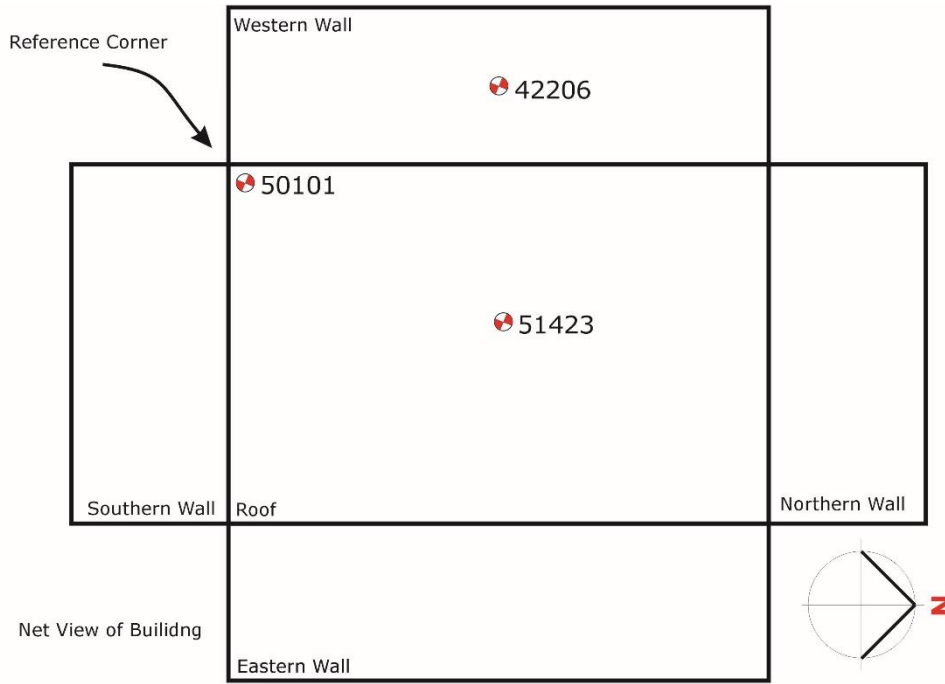 Western Wall
Reference Corner
42206
50101
51423
Southern Wall
Roof
Northern Wall
N
Net View of Builidng
Eastern Wall